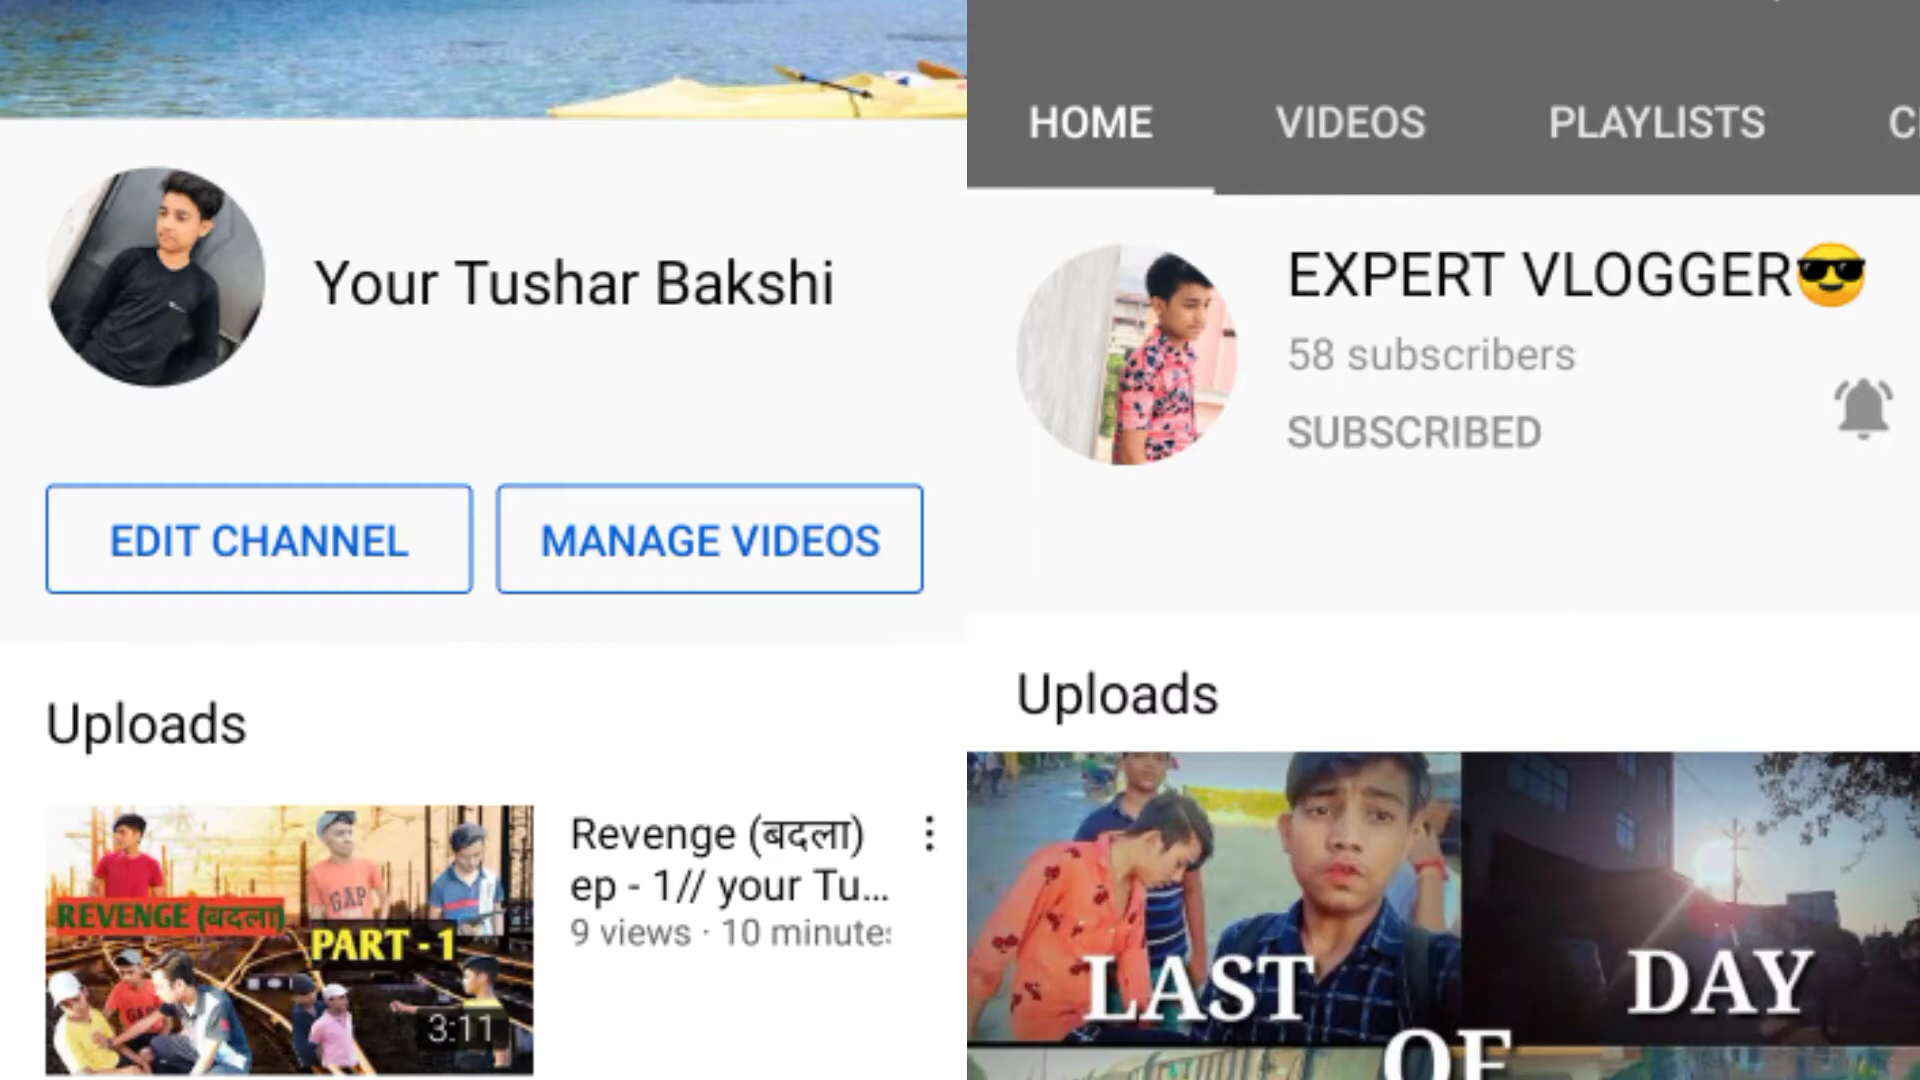 Your Tushar Bakshi
EDIT CHANNEL
MANAGE VIDEOS
Uploads
REVENGE (बदला)
PART - 1
3:11
Revenge (बदला)
ep - 1// your Tu...
9 views · 10 minutes
HOME
VIDEOS
PLAYLISTS
EXPERT VLOGGER😎
58 subscribers
SUBSCRIBED
Uploads
LAST
DAY
OF